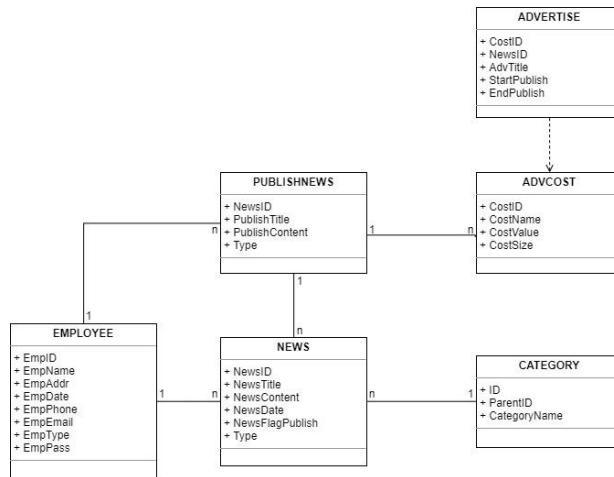 ADVERTISE
+ CostID
+ NewsID
+ AdvTitle
+ StartPublish
+ EndPublish
PUBLISHNEWS
+ NewsID
+ PublishTitle
+ PublishContent
+ Type
ADVCOST
+ CostID
+ CostName
+ CostValue
+ CostSize
n
1
n
1
1
n
EMPLOYEE
+ EmpID
+ EmpName
+ EmpAddr
+ EmpDate
+ EmpPhone
+ EmpEmail
+ EmpType
+ EmpPass
NEWS
+ NewsID
+ NewsTitle
+ NewsContent
+ NewsDate
+ NewsFlagPublish
+ Type
CATEGORY
+ ID
+ ParentID
+ CategoryName
1
n
n
1